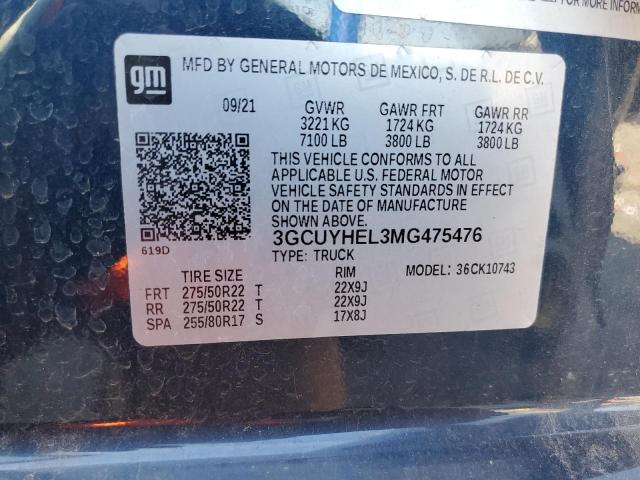 FOR MORE INFORM
gm
MFD BY GENERAL MOTORS DE MEXICO, S. DE R.L. DE C.V.
09/21 GVWR GAWR FRT GAWR RR
3221 KG 1724 KG 1724 KG
7100 LB 3800 LB 3800 LB
THIS VEHICLE CONFORMS TO ALL
APPLICABLE U.S. FEDERAL MOTOR
VEHICLE SAFETY STANDARDS IN EFFECT
ON THE DATE OF MANUFACTURE
SHOWN ABOVE.
619D 3GCUYHEL3MG475476
TYPE: TRUCK MODEL: 36CK10743
TIRE SIZE RIM
FRT 275/50R22 T 22X9J
RR 275/50R22 T 22X9J
SPA 255/80R17 S 17X8J